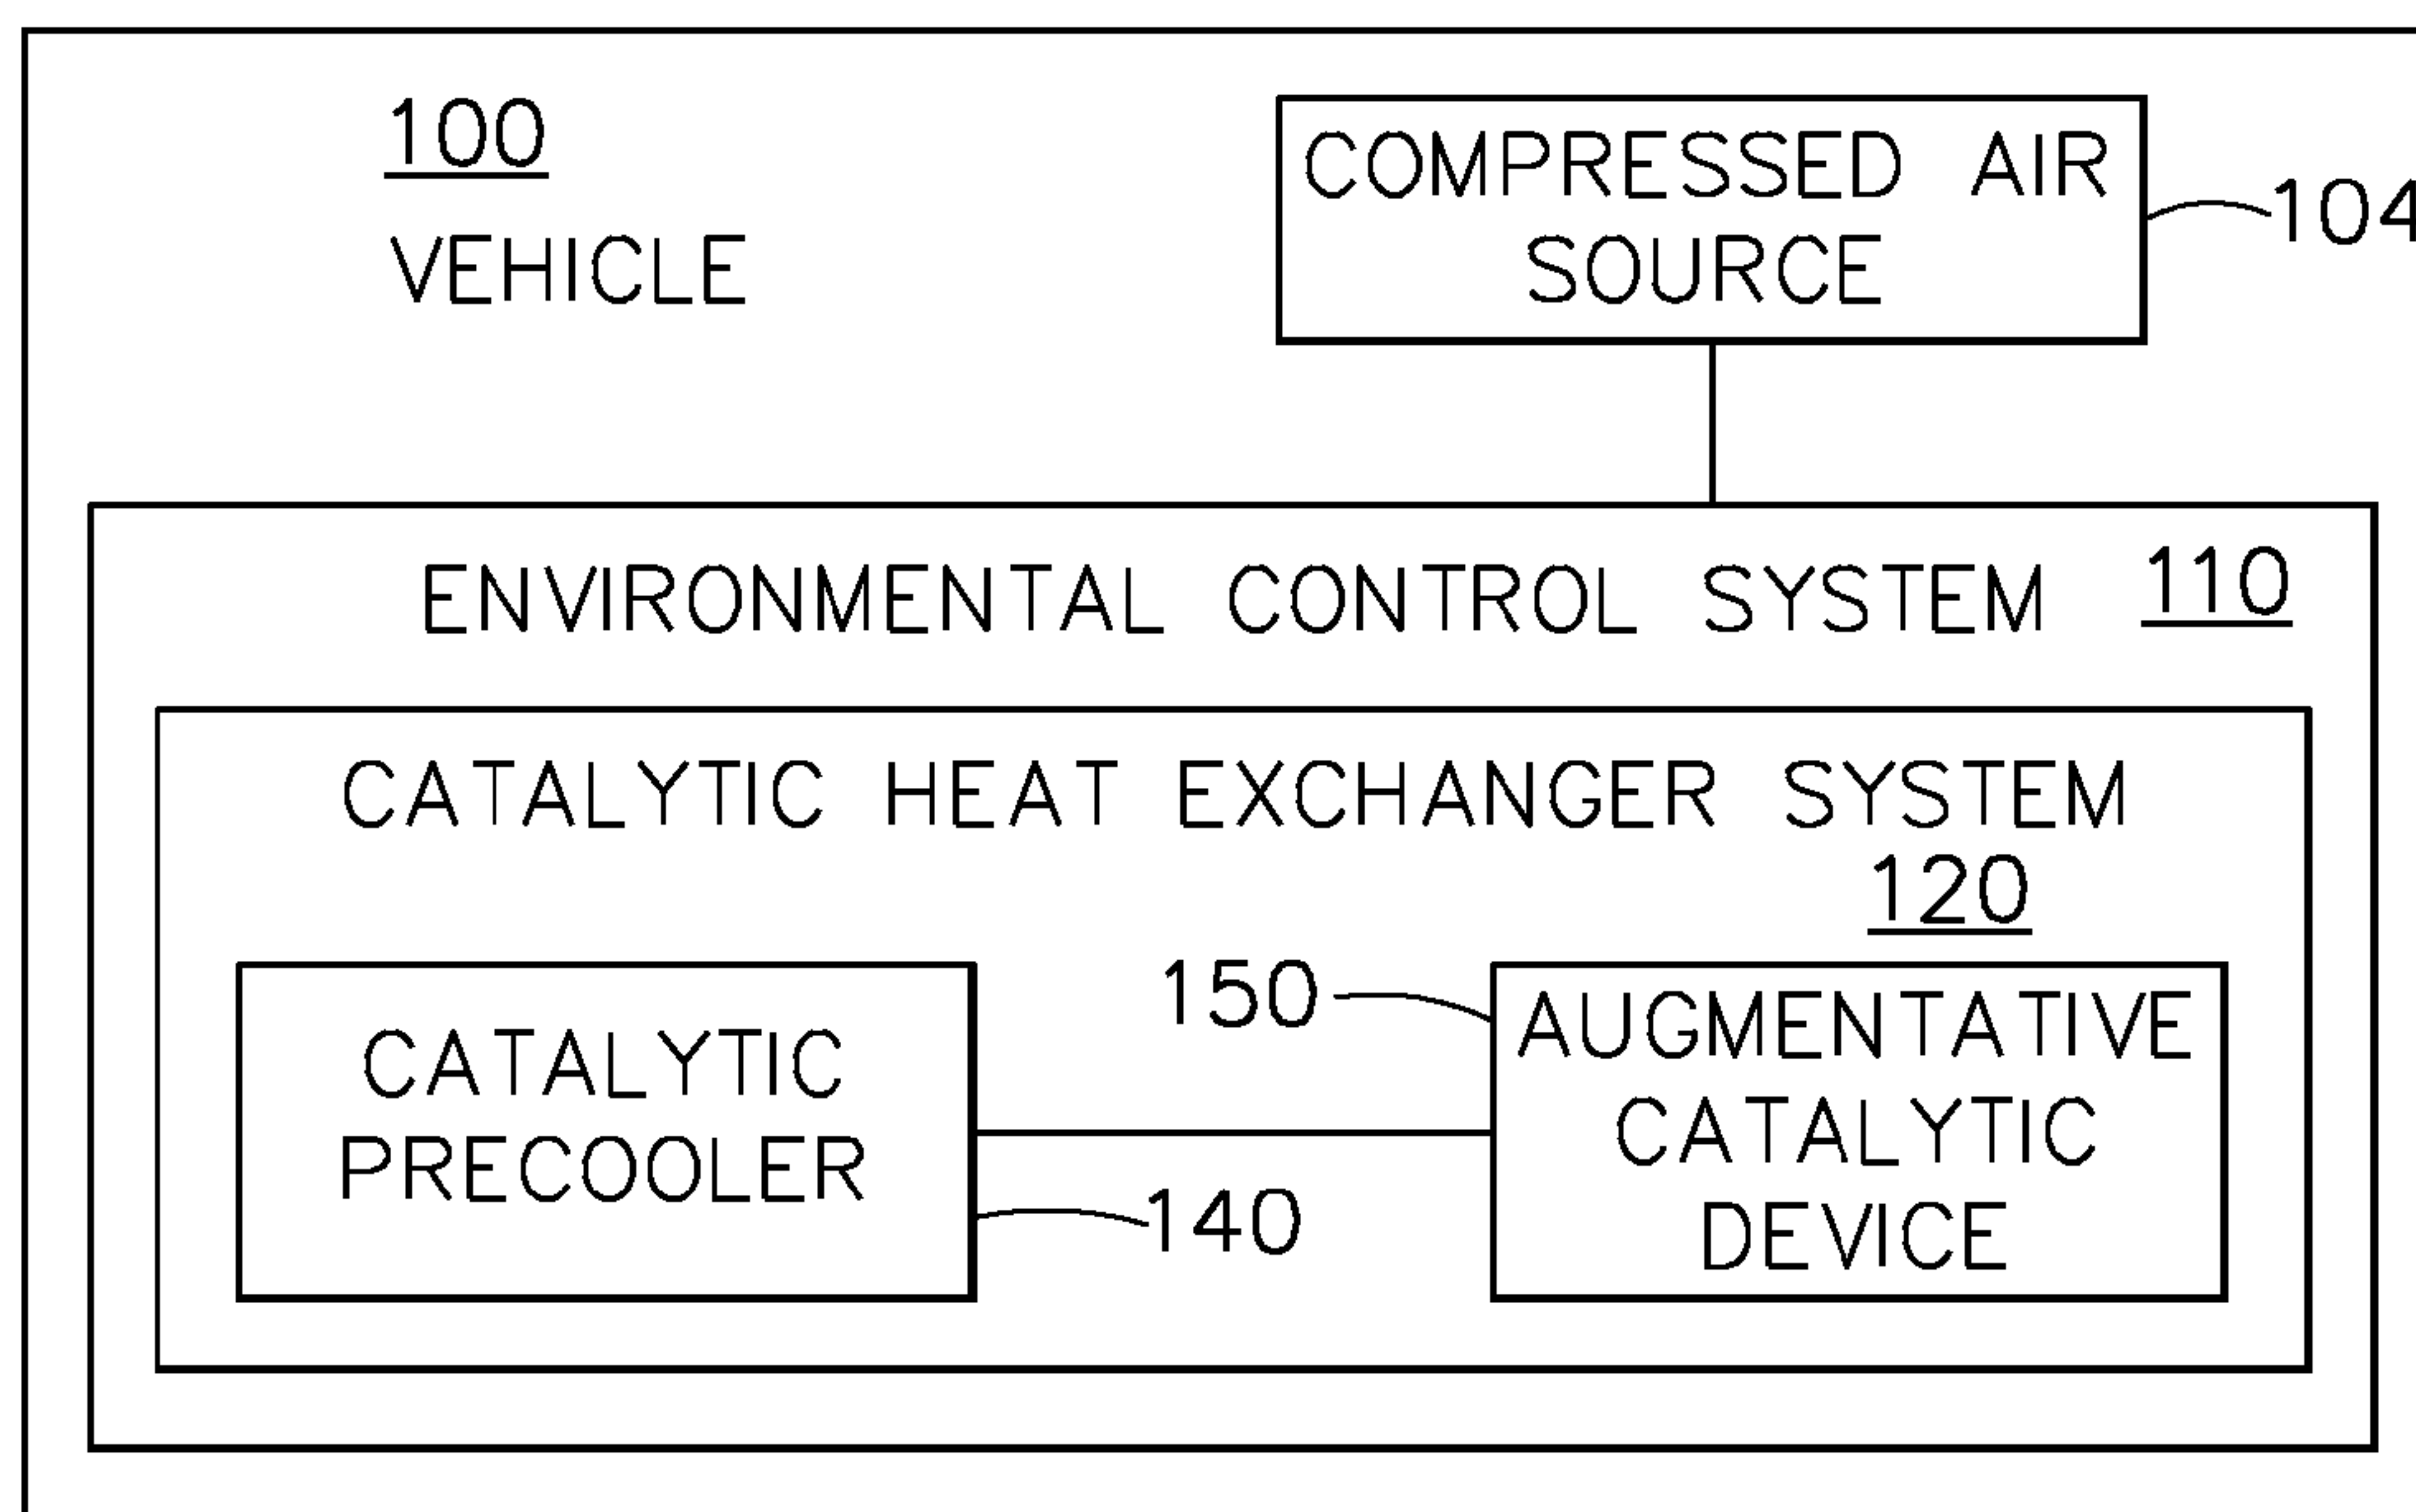 100
VEHICLE
COMPRESSED AIR
SOURCE
104
ENVIRONMENTAL CONTROL SYSTEM 110
CATALYTIC HEAT EXCHANGER SYSTEM
120
CATALYTIC
PRECOOLER
140
150
AUGMENTATIVE
CATALYTIC
DEVICE